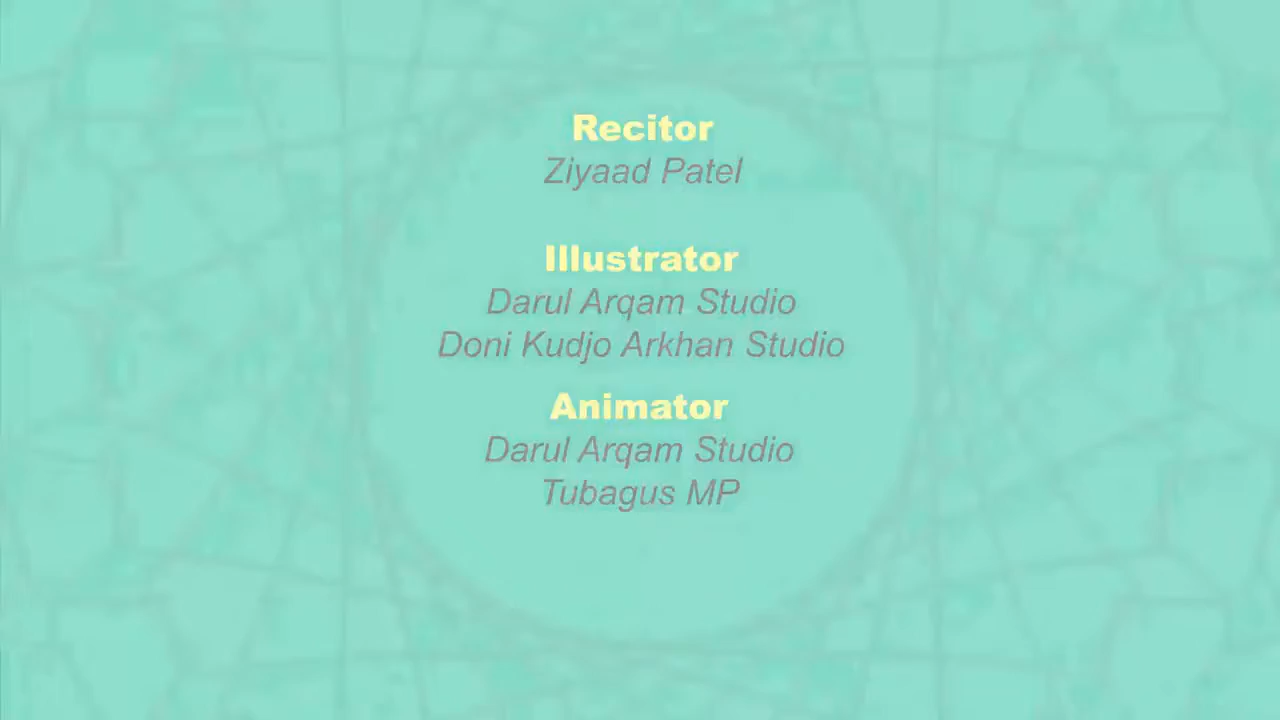 Recitor
Ziyaad Patel
Illustrator
Darul Arqam Studio
Doni Kudjo Arkhan Studio
Animator
Darul Arqam Studio
Tubagus MP